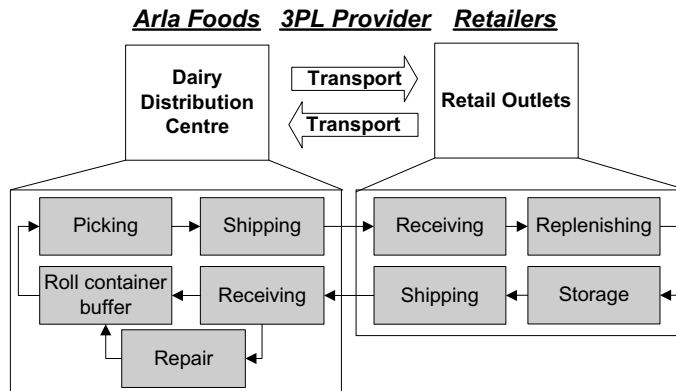 Arla Foods 3PL Provider Retailers
Dairy
Distribution
Centre
Transport
Transport
Retail Outlets
Picking
Shipping
Receiving
Replenishing
Roll container
buffer
Receiving
Shipping
Storage
Repair